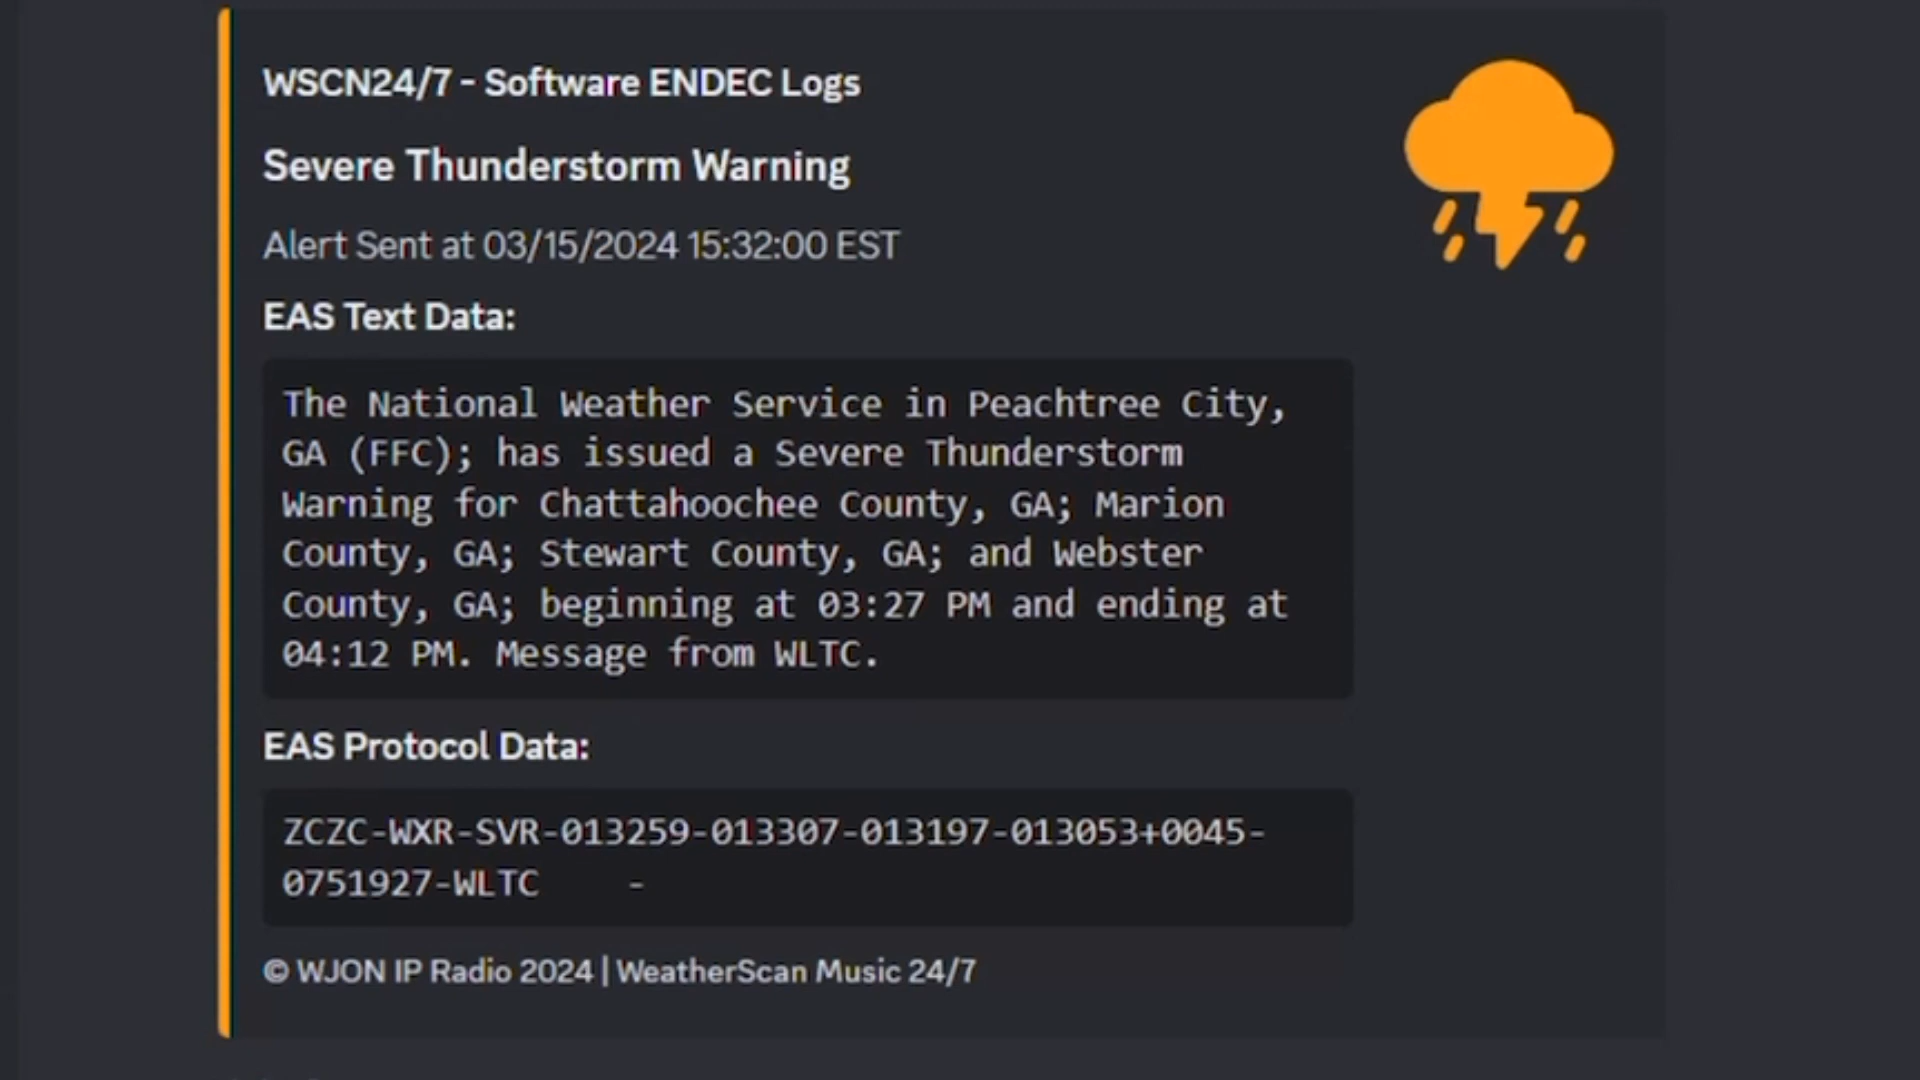 WSCN24/7 - Software ENDEC Logs
Severe Thunderstorm Warning
Alert Sent at 03/15/2024 15:32:00 EST
EAS Text Data:
The National Weather Service in Peachtree City,
GA (FFC); has issued a Severe Thunderstorm
Warning for Chattahoochee County, GA; Marion
County, GA; Stewart County, GA; and Webster
County, GA; beginning at 03:27 PM and ending at
04:12 PM. Message from WLTC.
EAS Protocol Data:
ZCZC-WXR-SVR-013259-013307-013197-013053+0045-
0751927-WLTC    -
© WJON IP Radio 2024 | WeatherScan Music 24/7